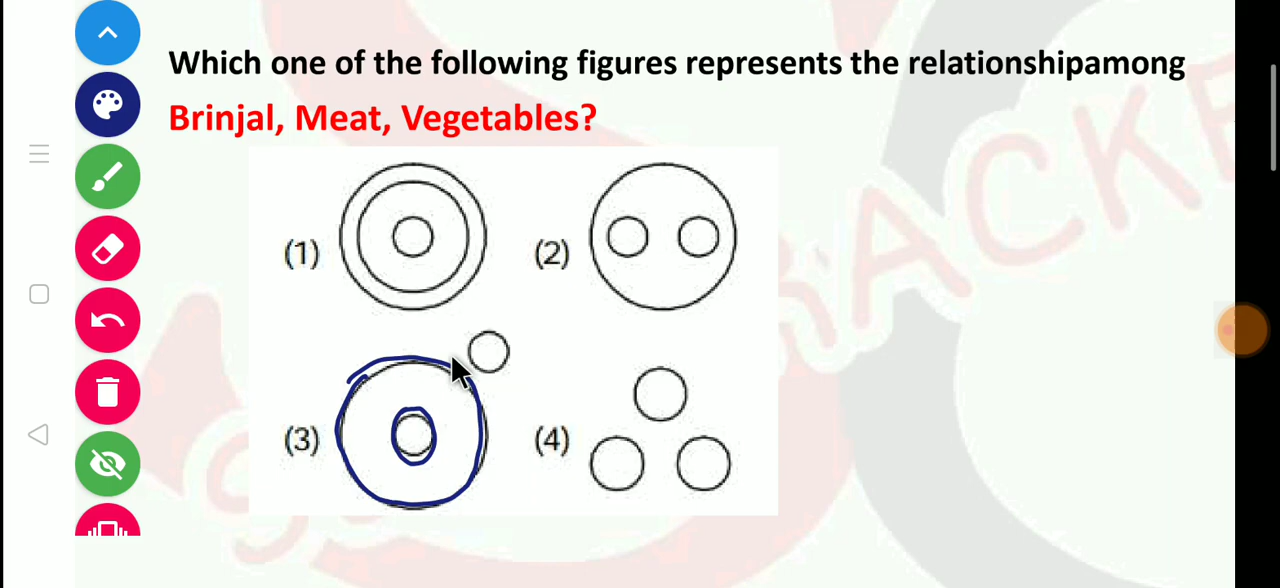 Which one of the following figures represents the relationshipamong
Brinjal, Meat, Vegetables?
(1)
(2)
(3)
(4)